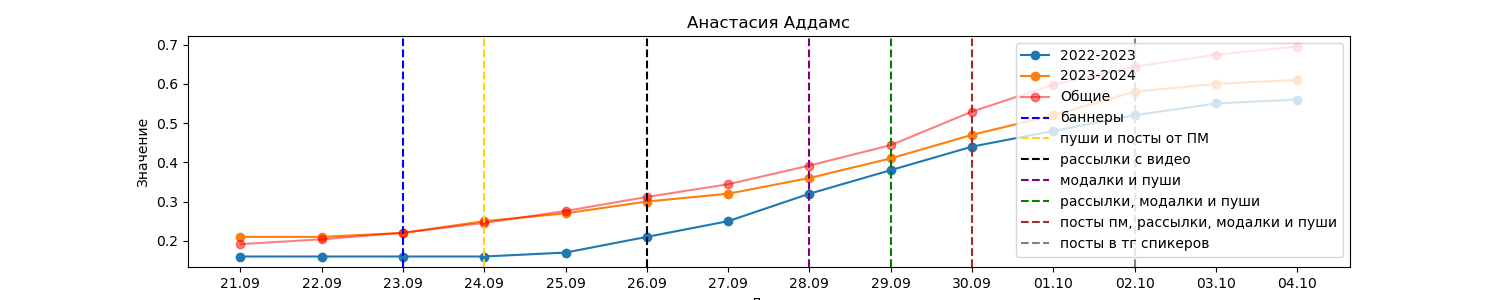 Анастасия Аддамс
Значение
0.7
0.6
0.5
0.4
0.3
0.2
2022-2023
2023-2024
Общие
баннеры
пуши и посты от ПМ
рассылки с видео
модалки и пуши
рассылки, модалки и пуши
посты пм, рассылки, модалки и пуши
посты в тг спикеров
21.09 22.09 23.09 24.09 25.09 26.09 27.09 28.09 29.09 30.09 01.10 02.10 03.10 04.10